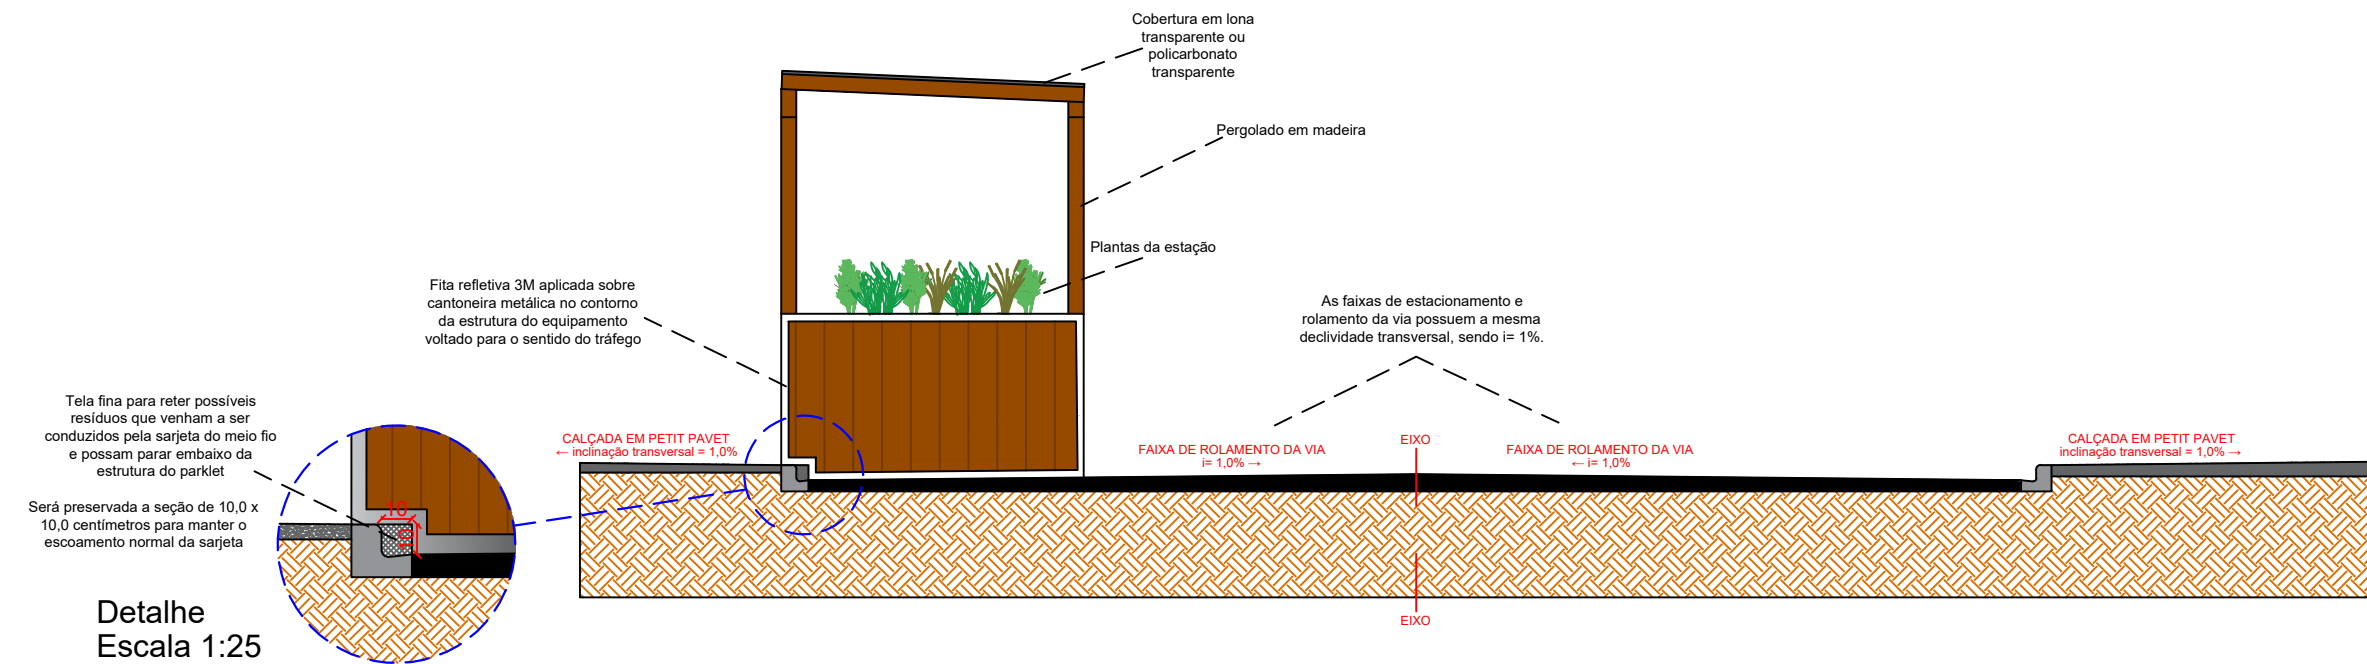 Cobertura em lona
transparente ou
policarbonato
transparente
Pergolado em madeira
Plantas da estação
Fita refletiva 3M aplicada sobre
cantoneira metálica no contorno
da estrutura do equipamento
voltado para o sentido do tráfego
As faixas de estacionamento e
rolamento da via possuem a mesma
declividade transversal, sendo i= 1%.
Tela fina para reter possíveis
resíduos que venham a ser
conduzidos pela sarjeta do meio fio
e possam parar embaixo da
estrutura do parklet
Será preservada a seção de 10,0 x
10,0 centímetros para manter o
escoamento normal da sarjeta
10
10
CALÇADA EM PETIT PAVET
← inclinação transversal = 1,0%
FAIXA DE ROLAMENTO DA VIA
i= 1,0% →
EIXO
FAIXA DE ROLAMENTO DA VIA
← i= 1,0%
CALÇADA EM PETIT PAVET
inclinação transversal = 1,0% →
EIXO
Detalhe
Escala 1:25